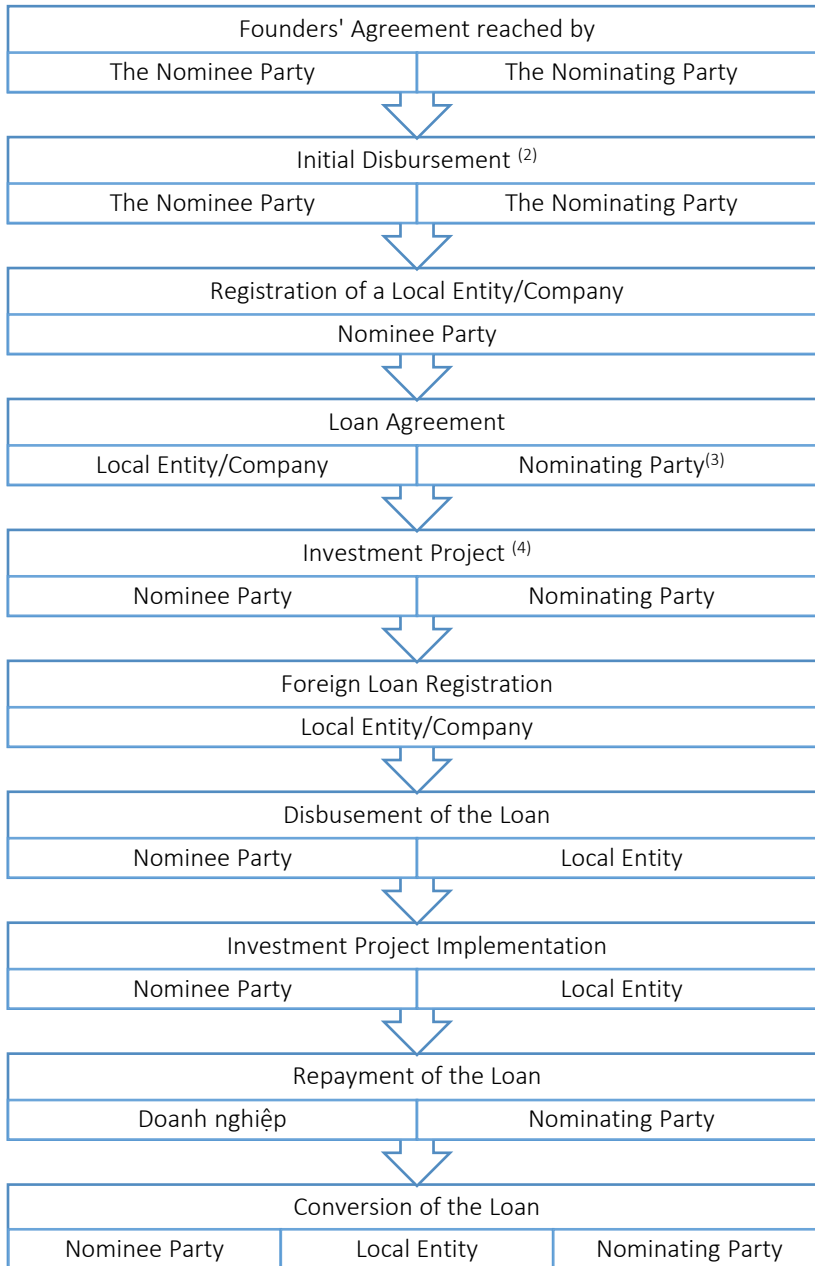 Founders' Agreement reached by
The Nominee Party The Nominating Party
Initial Disbursement (2)
The Nominee Party The Nominating Party
Registration of a Local Entity/Company
Nominee Party
Loan Agreement
Local Entity/Company Nominating Party(3)
Investment Project (4)
Nominee Party Nominating Party
Foreign Loan Registration
Local Entity/Company
Disbusement of the Loan
Nominee Party Local Entity
Investment Project Implementation
Nominee Party Local Entity
Repayment of the Loan
Doanh nghiệp Nominating Party
Conversion of the Loan
Nominee Party Local Entity Nominating Party